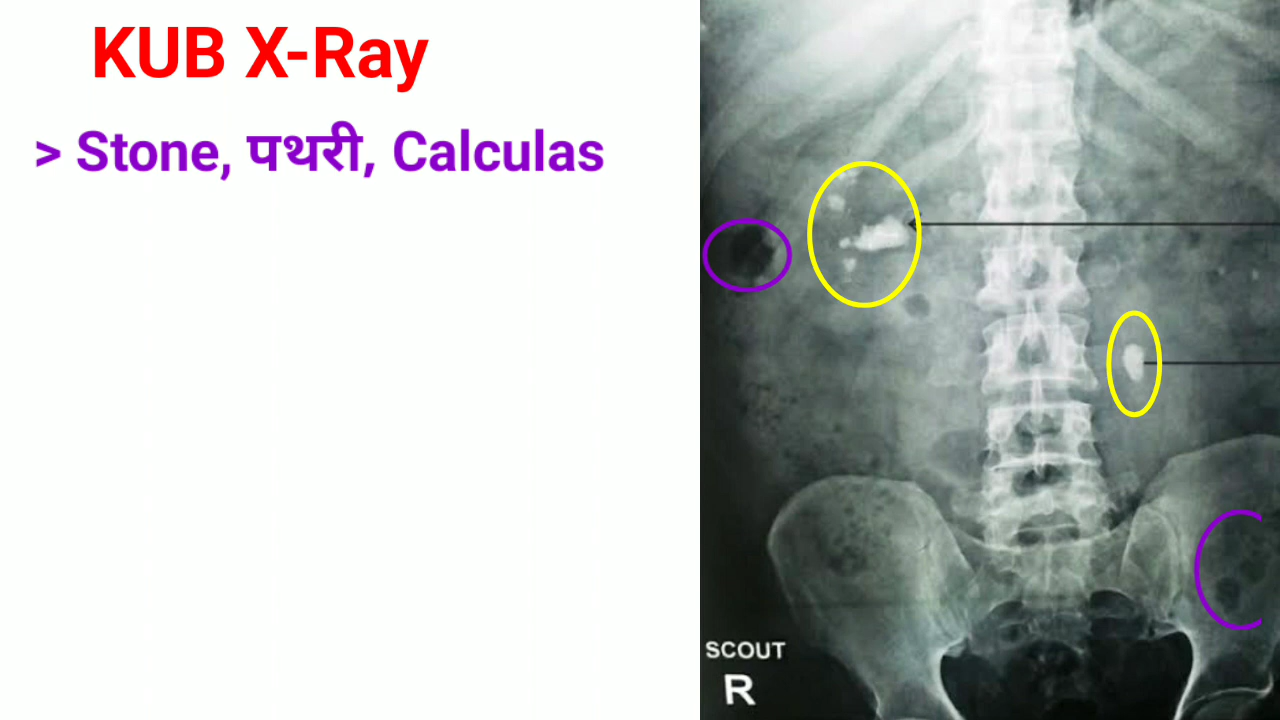 KUB X-Ray
> Stone, पथरी, Calculas
SCOUT
R